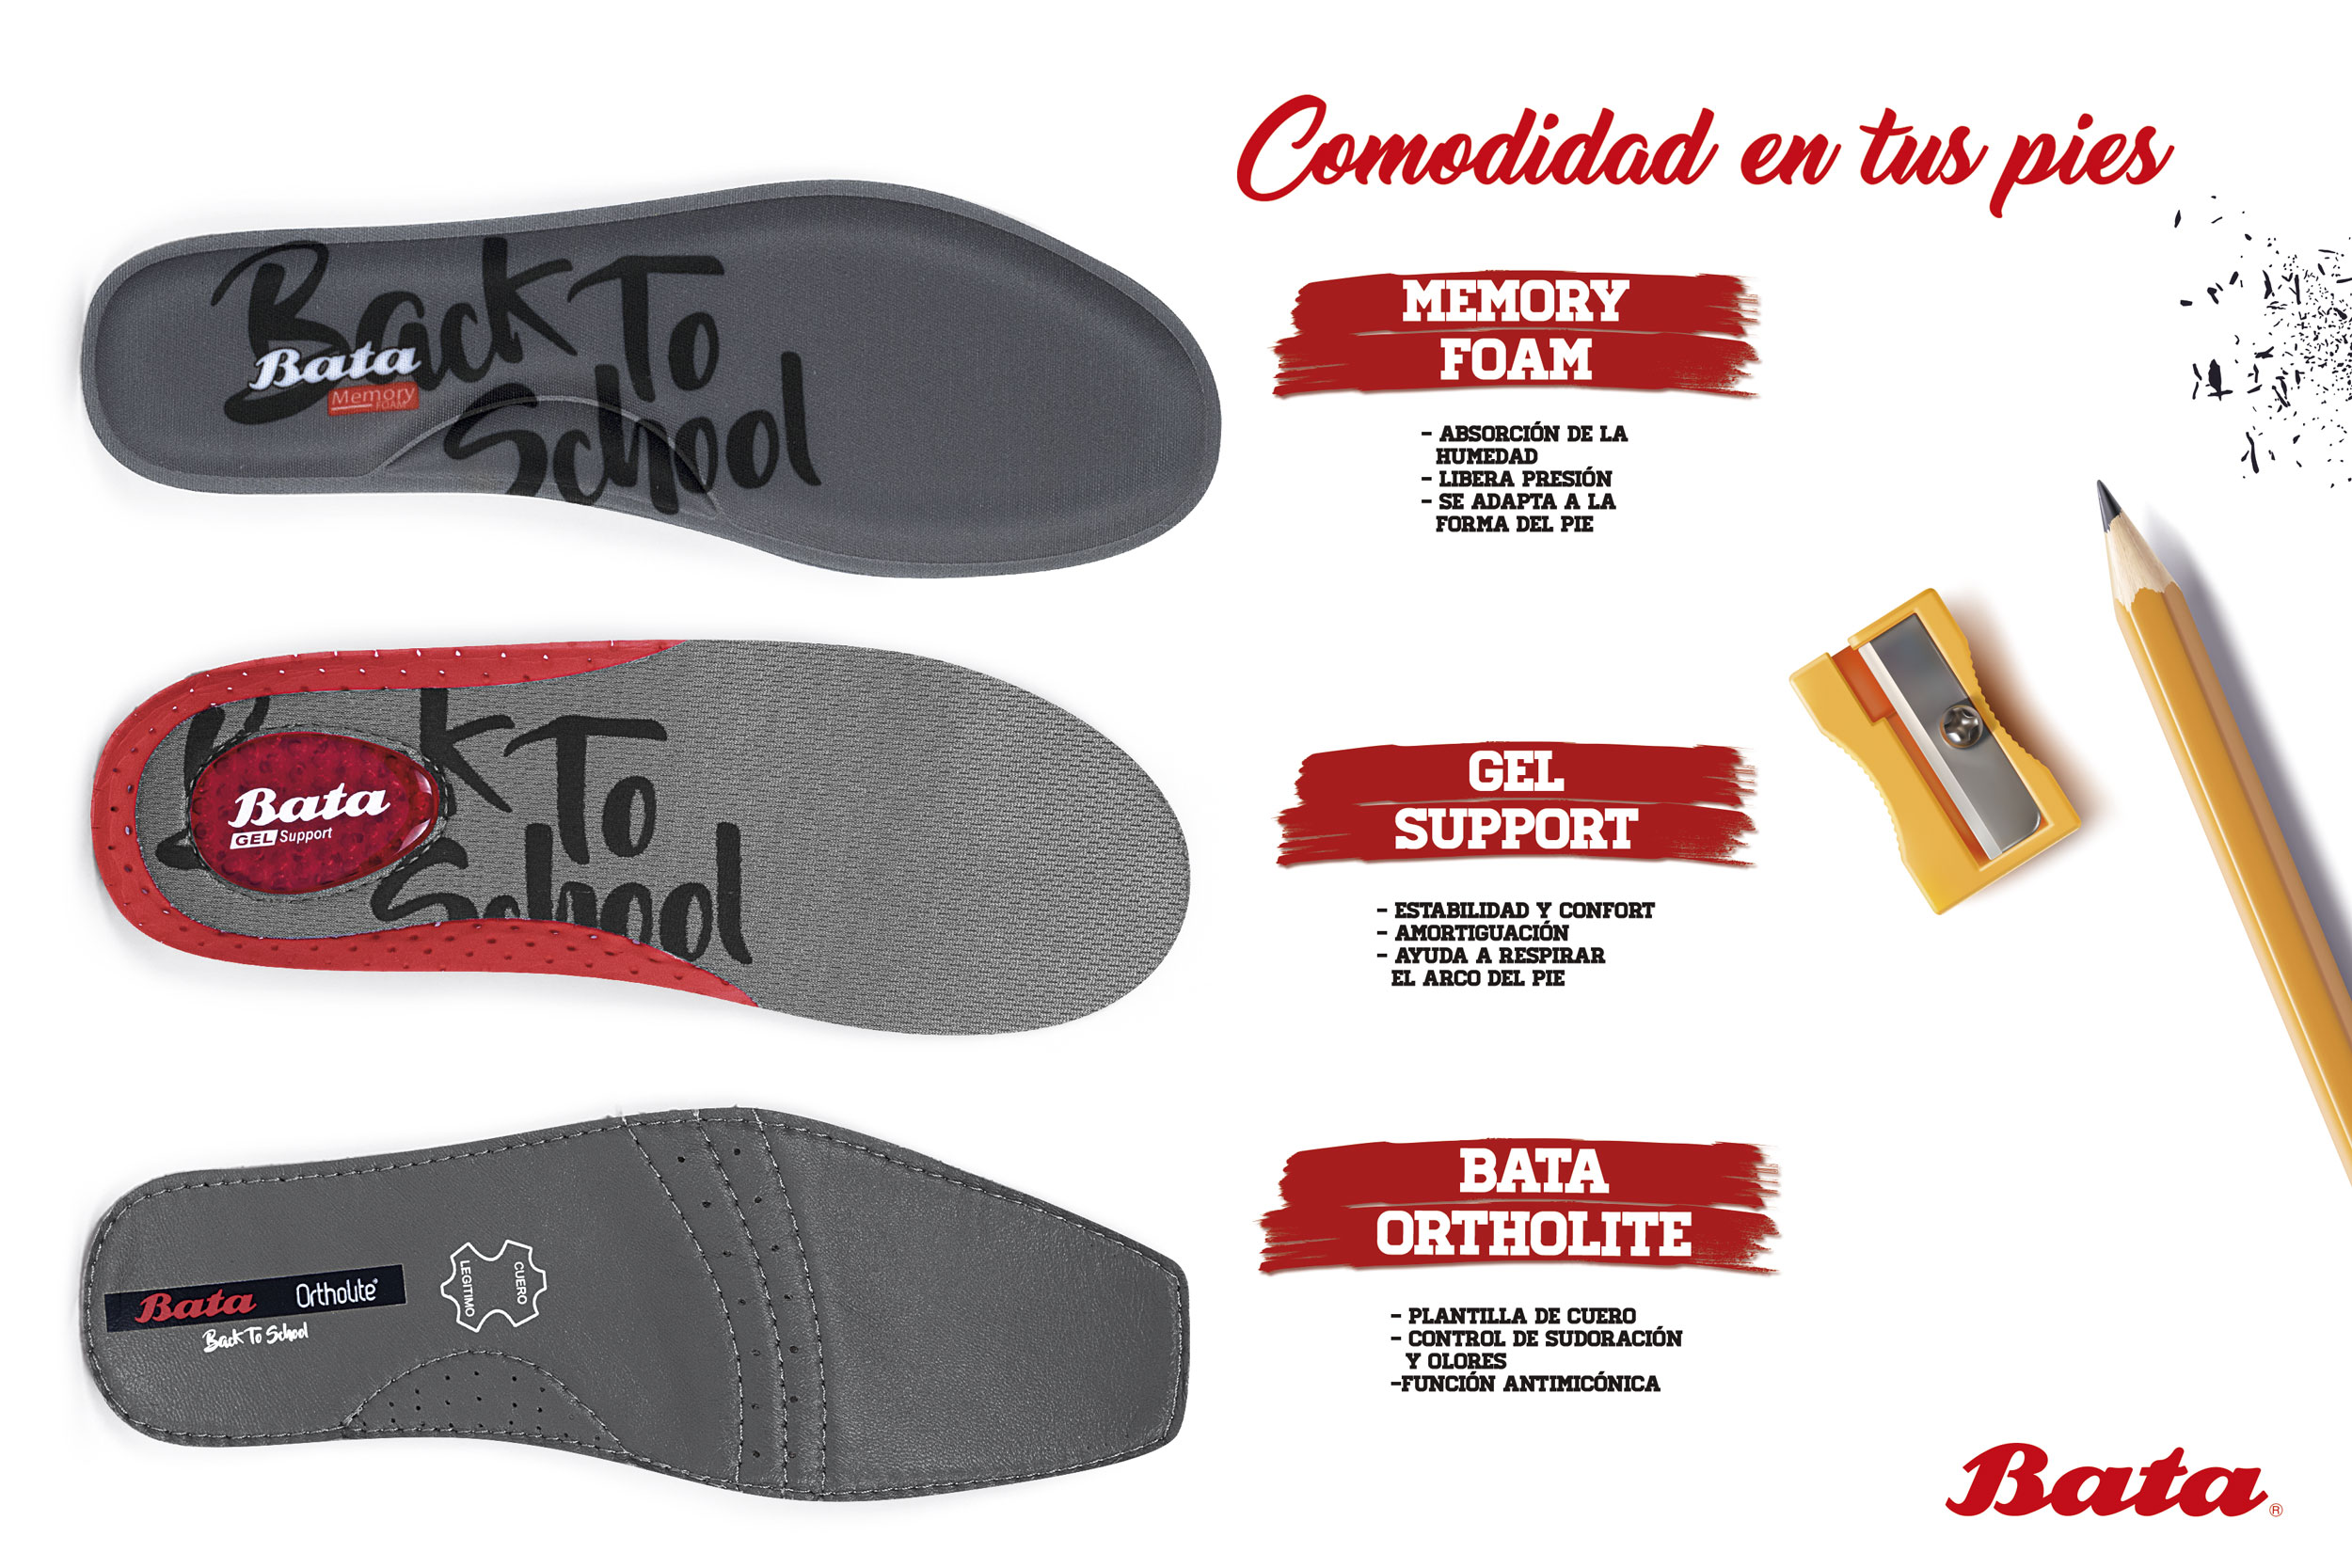 Comodidad en tus pies
Back To
School
Bata
Memory
FOAM
MEMORY
FOAM
- ABSORCIÓN DE LA
HUMEDAD
- LIBERA PRESIÓN
- SE ADAPTA A LA
FORMA DEL PIE
Back To
School
Bata
GEL Support
GEL
SUPPORT
- ESTABILIDAD Y CONFORT
- AMORTIGUACIÓN
- AYUDA A RESPIRAR
EL ARCO DEL PIE
Bata Ortholite®
Back To School
CUERO
LEGITIMO
BATA
ORTHOLITE
- PLANTILLA DE CUERO
- CONTROL DE SUDORACIÓN
Y OLORES
-FUNCIÓN ANTIMICÓNICA
Bata®